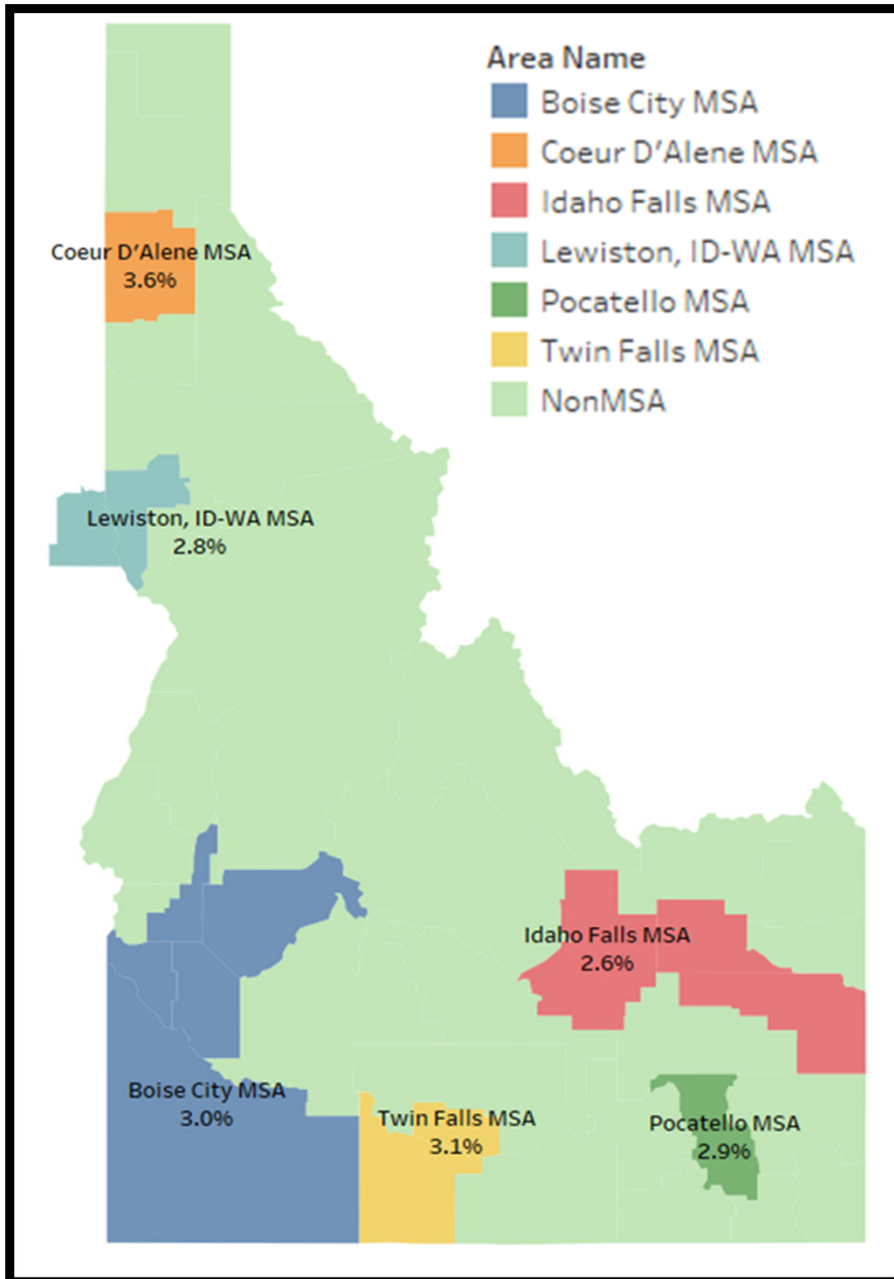 Area Name
Boise City MSA
Coeur D'Alene MSA
Idaho Falls MSA
Lewiston, ID-WA MSA
Pocatello MSA
Twin Falls MSA
NonMSA
Coeur D'Alene MSA
3.6%
Lewiston, ID-WA MSA
2.8%
Idaho Falls MSA
2.6%
Boise City MSA
3.0%
Twin Falls MSA
3.1%
Pocatello MSA
2.9%